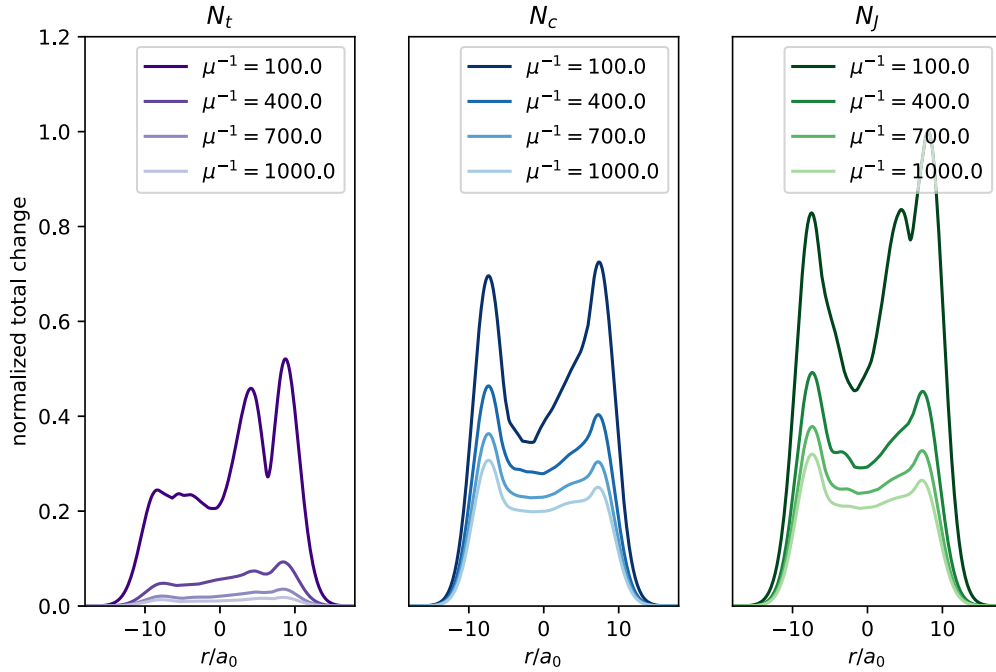 N_t
N_c
N_J
normalized total change
1.2
1.0
0.8
0.6
0.4
0.2
0.0
μ⁻¹ = 100.0
μ⁻¹ = 400.0
μ⁻¹ = 700.0
μ⁻¹ = 1000.0
−10
0
10
r/a₀
μ⁻¹ = 100.0
μ⁻¹ = 400.0
μ⁻¹ = 700.0
μ⁻¹ = 1000.0
−10
0
10
r/a₀
μ⁻¹ = 100.0
μ⁻¹ = 400.0
μ⁻¹ = 700.0
μ⁻¹ = 1000.0
−10
0
10
r/a₀